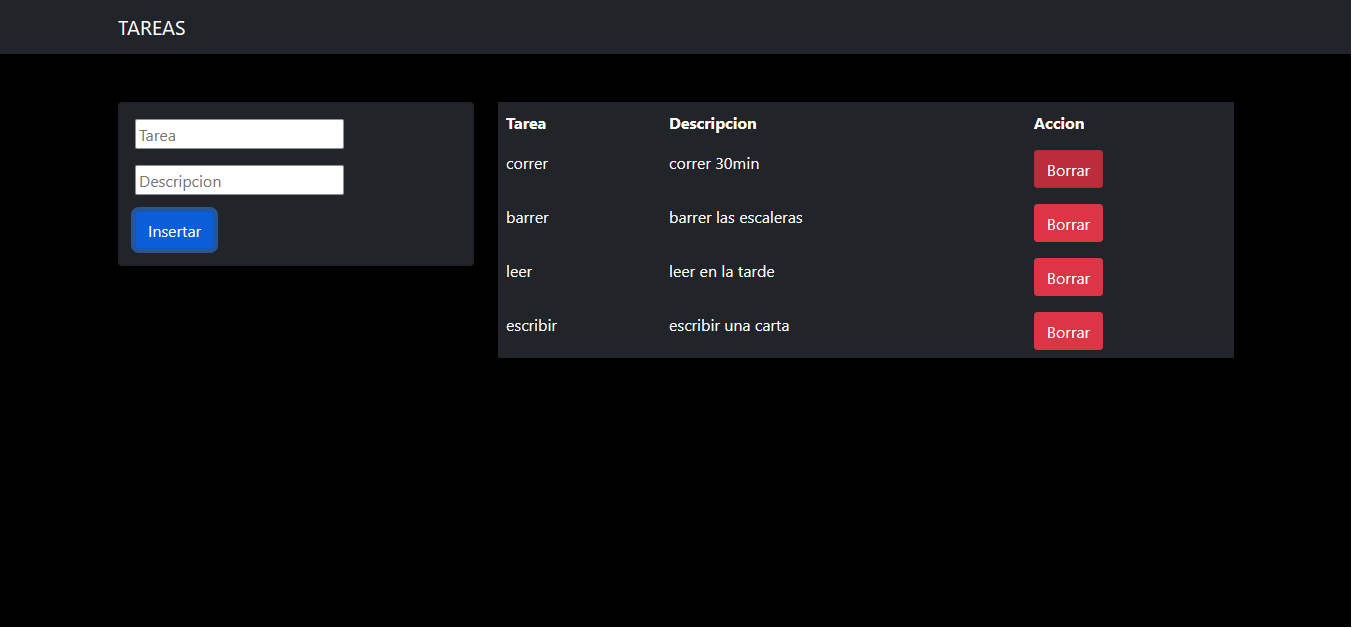 TAREAS
Tarea
Descripcion
Insertar
Tarea Descripcion Accion
correr correr 30min Borrar
barrer barrer las escaleras Borrar
leer leer en la tarde Borrar
escribir escribir una carta Borrar